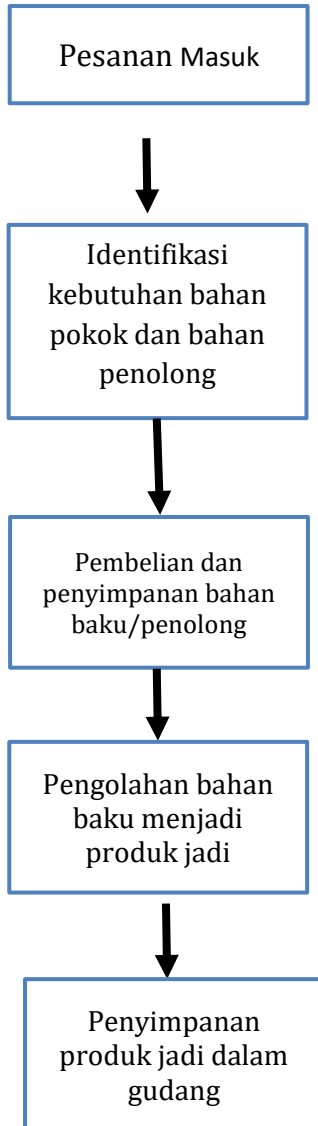 Pesanan Masuk
Identifikasi
kebutuhan bahan
pokok dan bahan
penolong
Pembelian dan
penyimpanan bahan
baku/penolong
Pengolahan bahan
baku menjadi
produk jadi
Penyimpanan
produk jadi dalam
gudang